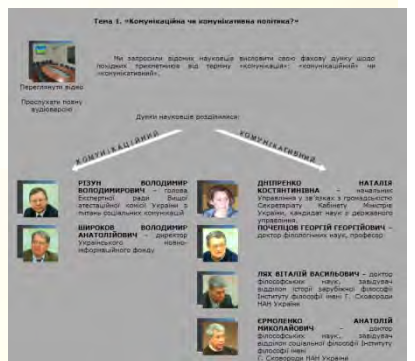 Тема 1. «Комунікаційна чи комунікативна політика?»
Ми запросили відомих науковців висловити свою фахову думку щодо
похідних прикметників від терміну «комунікація»: «комунікаційний» чи
«комунікативний».
Переглянути відео
Прослухати повну
аудіоверсію
Думки науковців розділилися:
КОМУНІКАЦІЙНИЙ
КОМУНІКАТИВНИЙ
РІЗУН ВОЛОДИМИР
ВОЛОДИМИРОВИЧ – голова
Експертної ради Вищої
атестаційної комісії України з
питань соціальних комунікацій
ШИРОКОВ ВОЛОДИМИР
АНАТОЛІЙОВИЧ – директор
Українського мовно-
інформаційного фонду
ДНІПРЕНКО НАТАЛІЯ
КОСТЯНТИНІВНА – начальник
Управління у зв'язках з громадськістю
Секретаріату Кабінету Міністрів
України, кандидат наук з державного
управління.
ПОЧЕПЦОВ ГЕОРГІЙ ГЕОРГІЙОВИЧ –
доктор філологічних наук, професор
ЛЯХ ВІТАЛІЙ ВАСИЛЬОВИЧ – доктор
філософських наук, завідувач
відділом історії зарубіжної філософії
Інституту філософії імені Г. Сковороди
НАН України
ЄРМОЛЕНКО АНАТОЛІЙ
МИКОЛАЙОВИЧ – доктор
філософських наук, завідувач
відділом соціальної філософії Інституту
філософії імені
Г. Сковороди НАН України